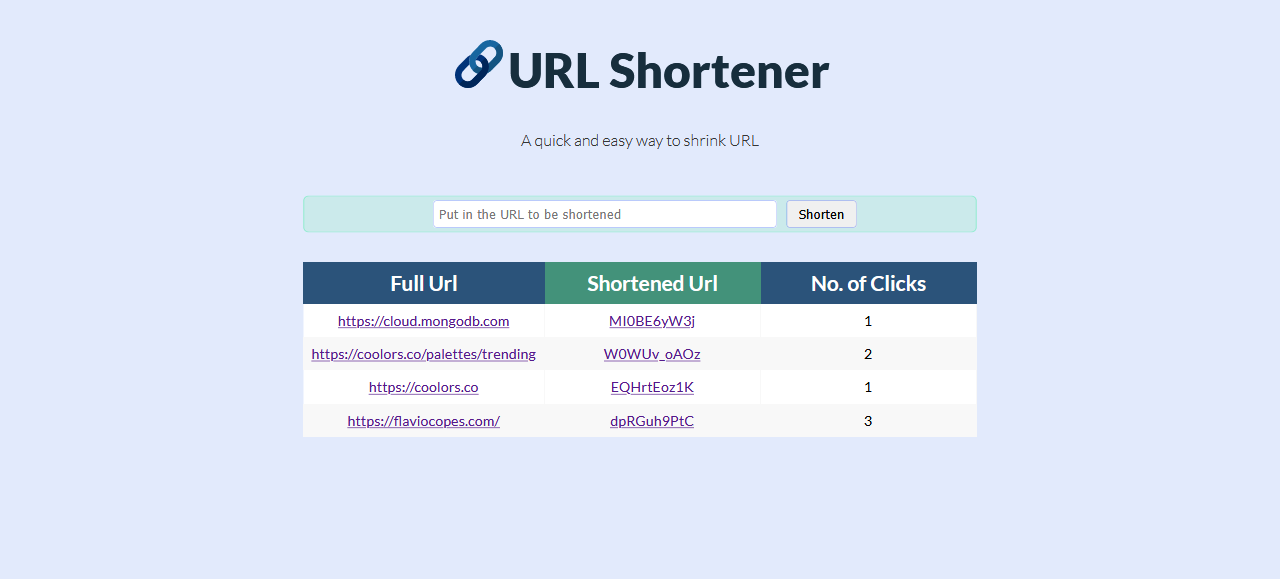 URL Shortener
A quick and easy way to shrink URL
Put in the URL to be shortened Shorten
Full Url Shortened Url No. of Clicks
https://cloud.mongodb.com MI0BE6yW3j 1
https://coolors.co/palettes/trending W0WUv_oAOz 2
https://coolors.co EQHrtEoz1K 1
https://flaviocopes.com/ dpRGuh9PtC 3